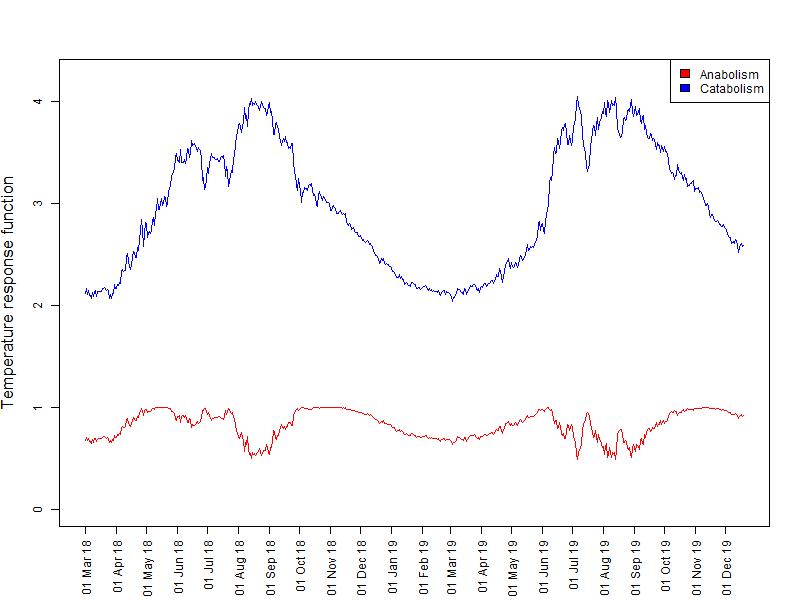 Anabolism
Catabolism
Temperature response function
4
3
2
1
0
01 Mar 18
01 Apr 18
01 May 18
01 Jun 18
01 Jul 18
01 Aug 18
01 Sep 18
01 Oct 18
01 Nov 18
01 Dec 18
01 Jan 19
01 Feb 19
01 Mar 19
01 Apr 19
01 May 19
01 Jun 19
01 Jul 19
01 Aug 19
01 Sep 19
01 Oct 19
01 Nov 19
01 Dec 19